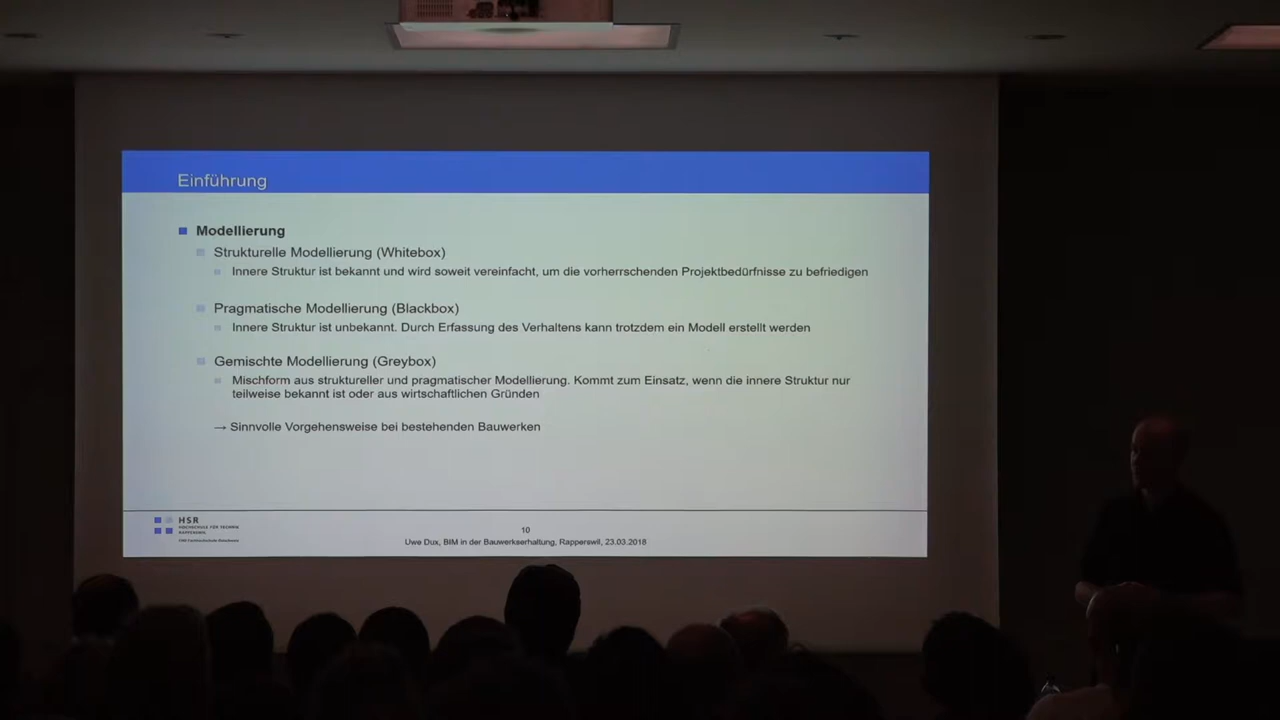 Einführung
Modellierung
Strukturelle Modellierung (Whitebox)
Innere Struktur ist bekannt und wird soweit vereinfacht, um die vorherrschenden Projektbedürfnisse zu befriedigen
Pragmatische Modellierung (Blackbox)
Innere Struktur ist unbekannt. Durch Erfassung des Verhaltens kann trotzdem ein Modell erstellt werden
Gemischte Modellierung (Greybox)
Mischform aus struktureller und pragmatischer Modellierung. Kommt zum Einsatz, wenn die innere Struktur nur
teilweise bekannt ist oder aus wirtschaftlichen Gründen
→ Sinnvolle Vorgehensweise bei bestehenden Bauwerken
HSR
HOCHSCHULE FÜR TECHNIK
RAPPERSWIL
10
Uwe Dux, BIM in der Bauwerkserhaltung, Rapperswil, 23.03.2018